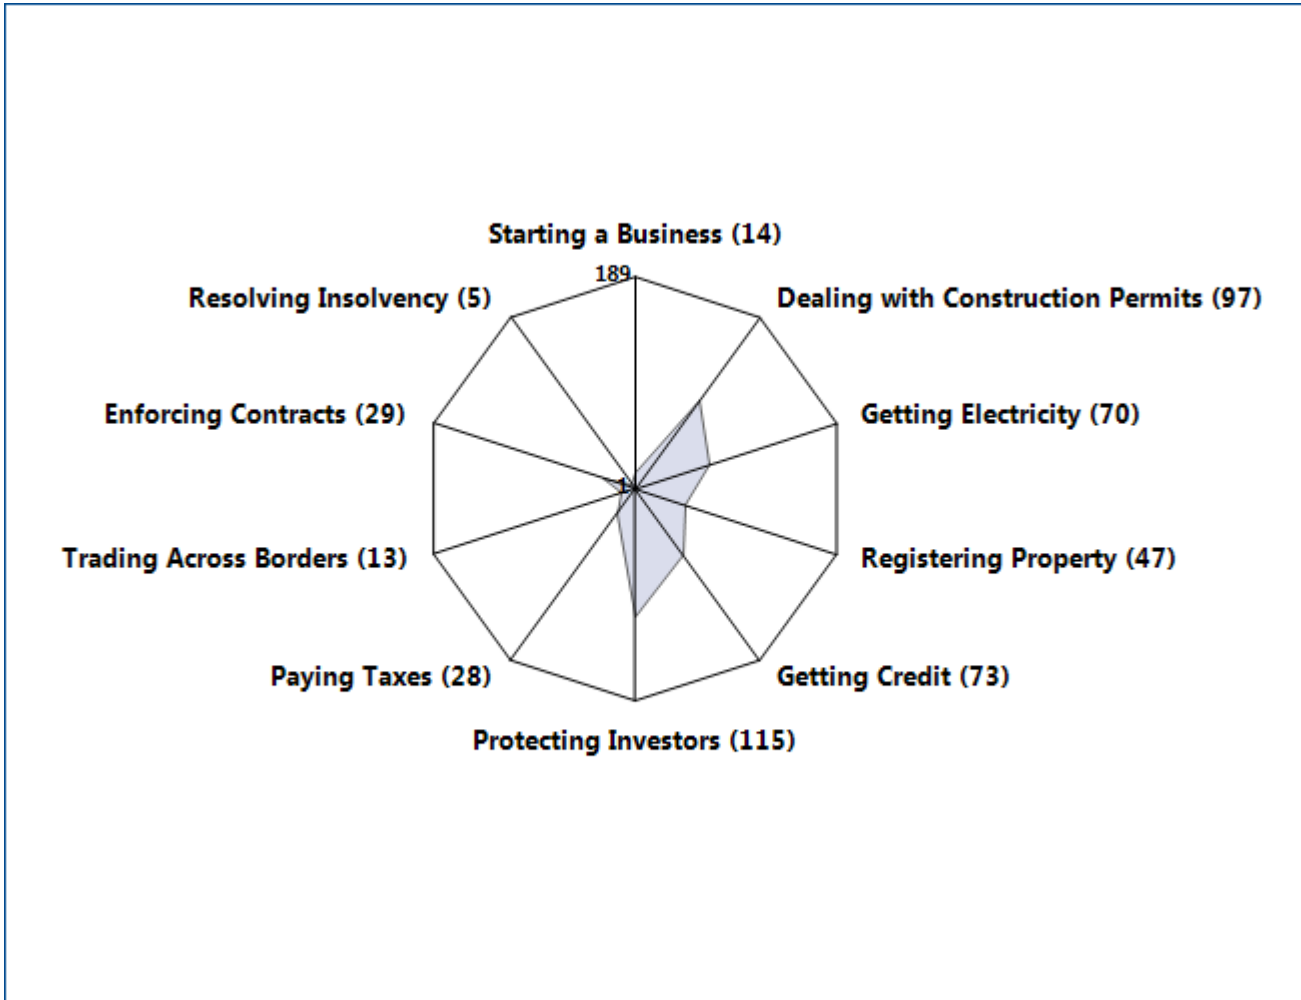 Starting a Business (14)
189
Resolving Insolvency (5)
Dealing with Construction Permits (97)
Enforcing Contracts (29)
Getting Electricity (70)
1
Trading Across Borders (13)
Registering Property (47)
Paying Taxes (28)
Getting Credit (73)
Protecting Investors (115)